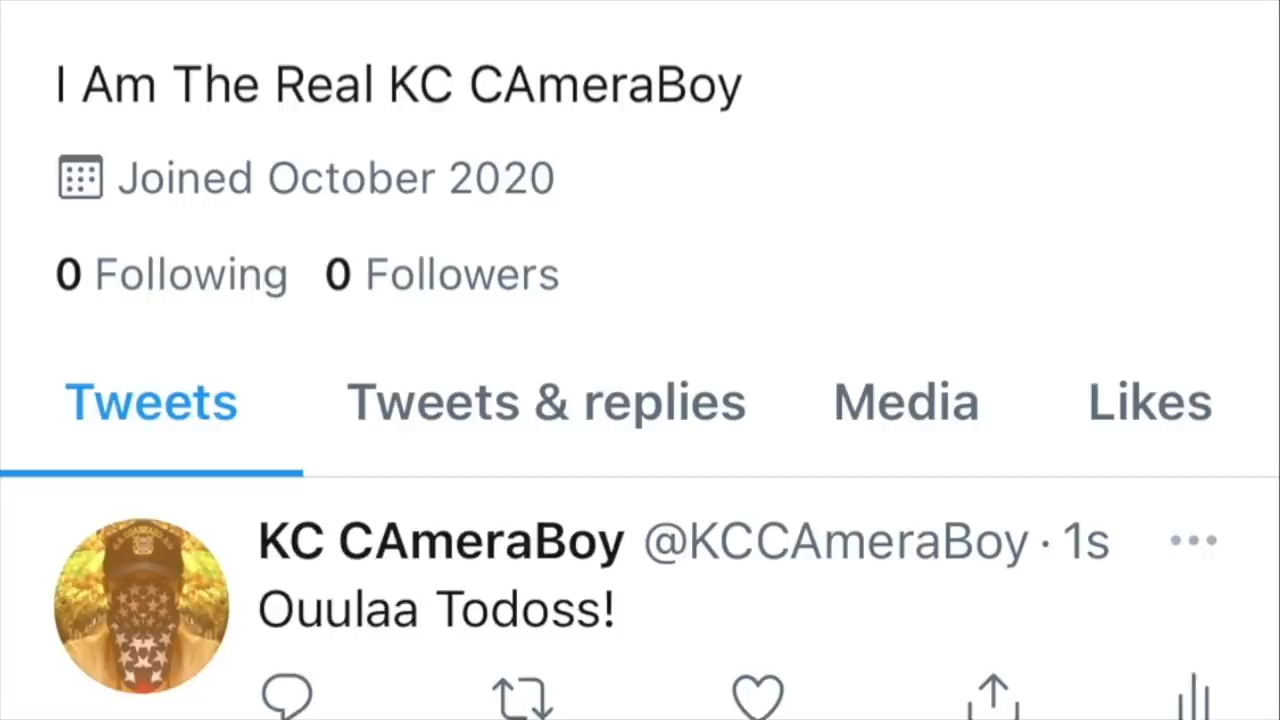 I Am The Real KC CAmeraBoy
Joined October 2020
0 Following 0 Followers
Tweets Tweets & replies Media Likes
KC CAmeraBoy @KCCAmeraBoy · 1s
Ouulaa Todoss!